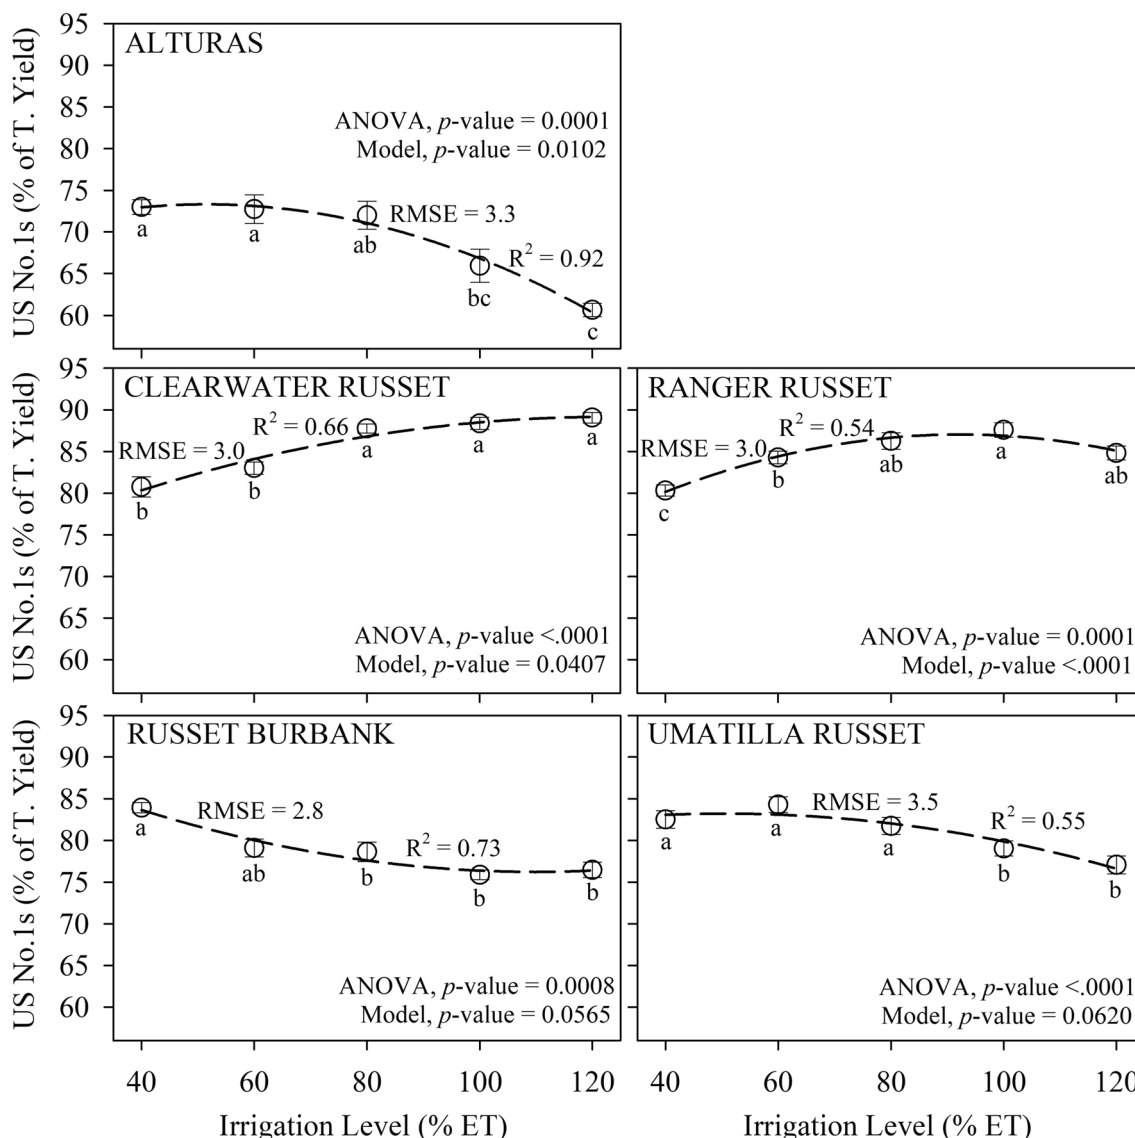 ALTURAS
ANOVA, p-value = 0.0001
Model, p-value = 0.0102
RMSE = 3.3
R² = 0.92
a
a
ab
bc
c
US No.1s (% of T. Yield)
95
90
85
80
75
70
65
60
CLEARWATER RUSSET
R² = 0.66
RMSE = 3.0
b
b
a
a
a
ANOVA, p-value <.0001
Model, p-value = 0.0407
US No.1s (% of T. Yield)
95
90
85
80
75
70
65
60
RANGER RUSSET
R² = 0.54
RMSE = 3.0
c
b
ab
a
ab
ANOVA, p-value = 0.0001
Model, p-value <.0001
RUSSET BURBANK
RMSE = 2.8
R² = 0.73
a
ab
b
b
b
ANOVA, p-value = 0.0008
Model, p-value = 0.0565
US No.1s (% of T. Yield)
95
90
85
80
75
70
65
60
40 60 80 100 120
Irrigation Level (% ET)
UMATILLA RUSSET
RMSE = 3.5
R² = 0.55
a
a
a
b
b
ANOVA, p-value <.0001
Model, p-value = 0.0620
40 60 80 100 120
Irrigation Level (% ET)